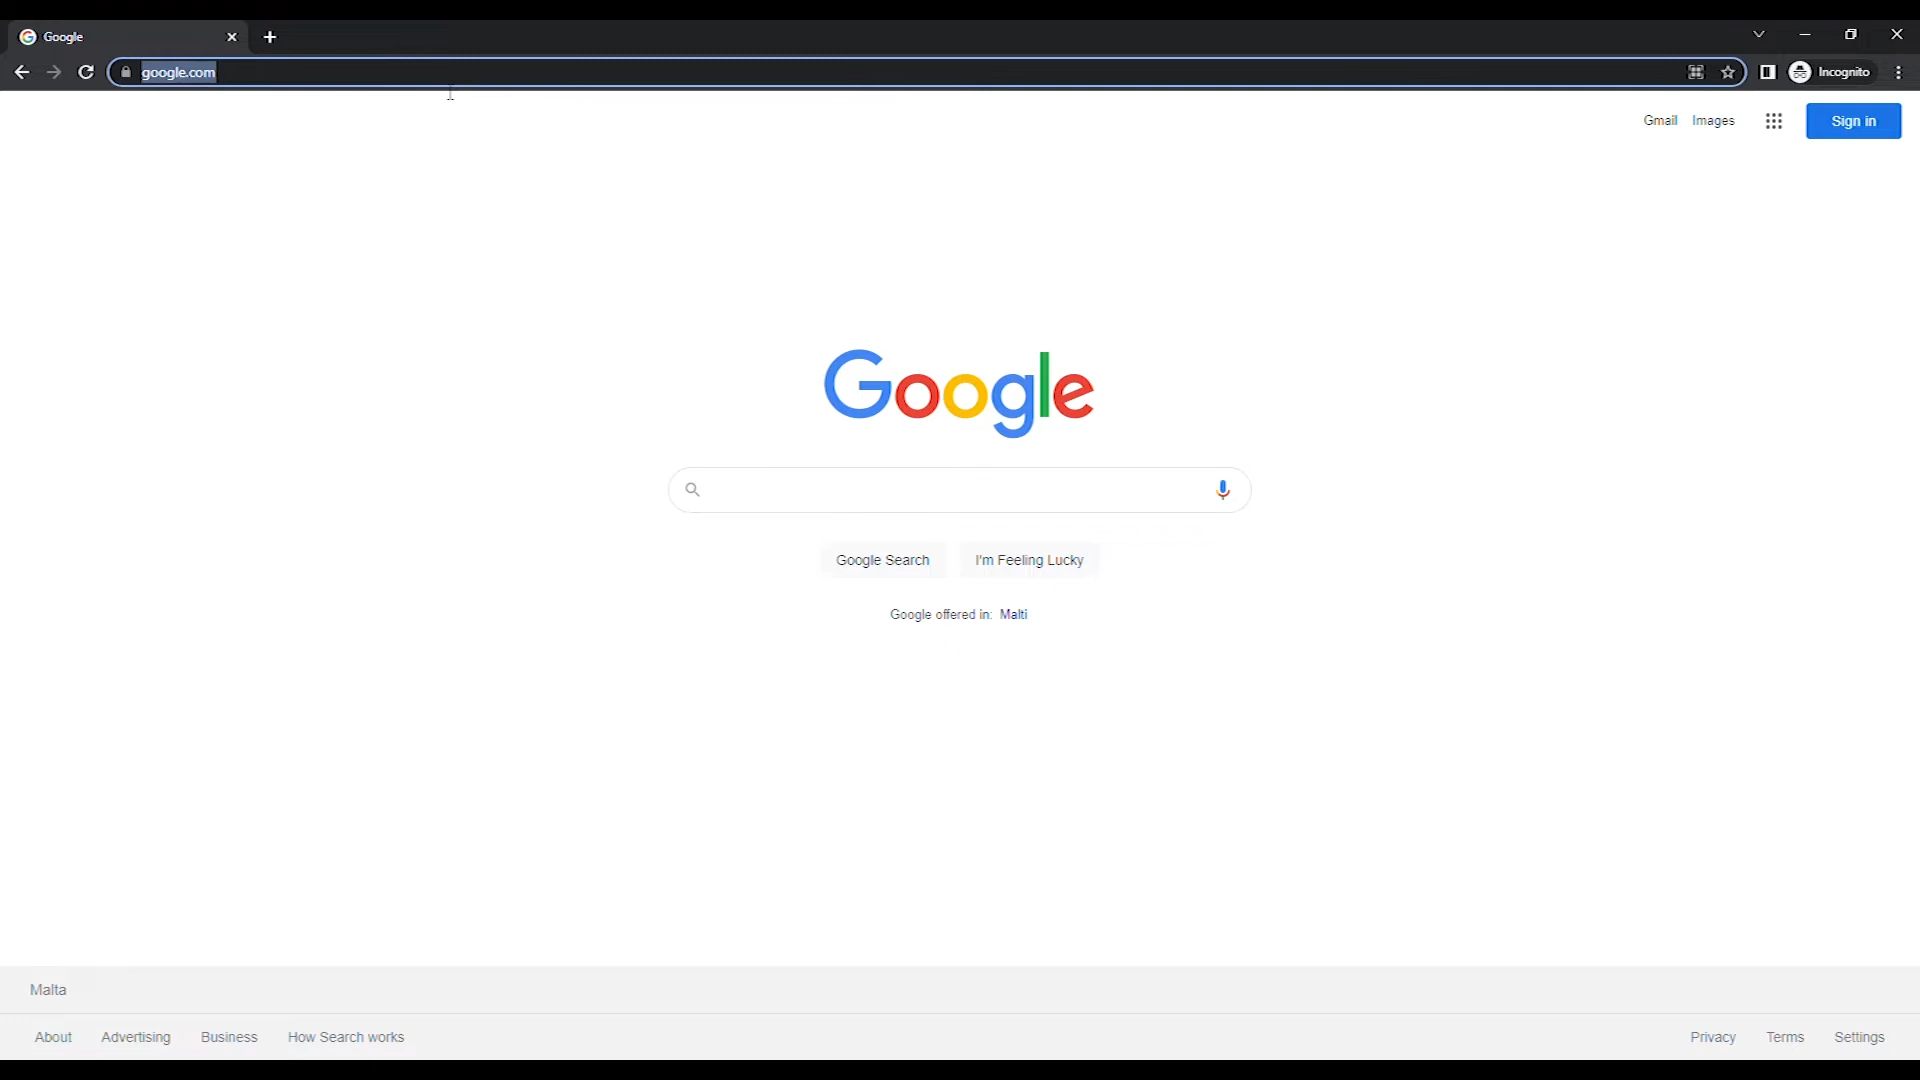 Google
google.com
Incognito
Gmail Images Sign in
Google
Google Search I'm Feeling Lucky
Google offered in: Malti
Malta
About Advertising Business How Search works Privacy Terms Settings